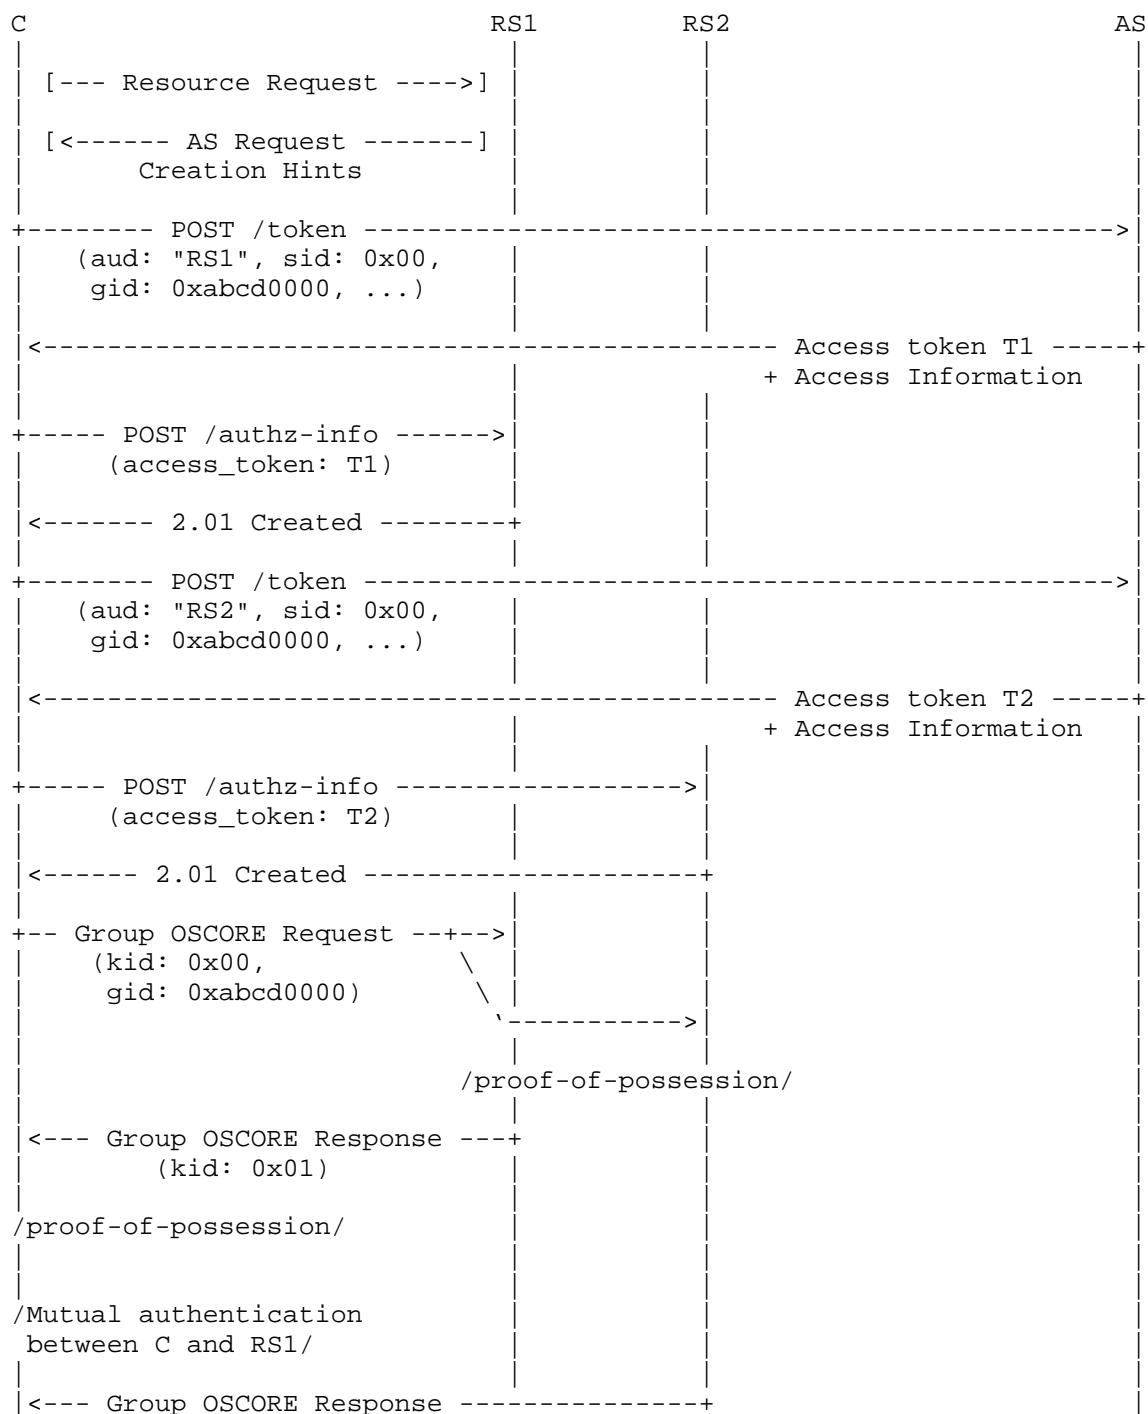 C RS1 RS2 AS
[--- Resource Request ---->]
[<------ AS Request -------]
Creation Hints
+-------- POST /token ----------------------------------------------->
(aud: "RS1", sid: 0x00,
gid: 0xabcd0000, ...)
<---------------------------------------------- Access token T1 -----+
+ Access Information
+----- POST /authz-info ------>
(access_token: T1)
<------- 2.01 Created --------+
+-------- POST /token ----------------------------------------------->
(aud: "RS2", sid: 0x00,
gid: 0xabcd0000, ...)
<---------------------------------------------- Access token T2 -----+
+ Access Information
+----- POST /authz-info ------------------>
(access_token: T2)
<------ 2.01 Created ---------------------+
+-- Group OSCORE Request --+-->
(kid: 0x00, \
gid: 0xabcd0000) \
‘----------->
/proof-of-possession/
<--- Group OSCORE Response ---+
(kid: 0x01)
/proof-of-possession/
/Mutual authentication
between C and RS1/
<--- Group OSCORE Response ---------------+